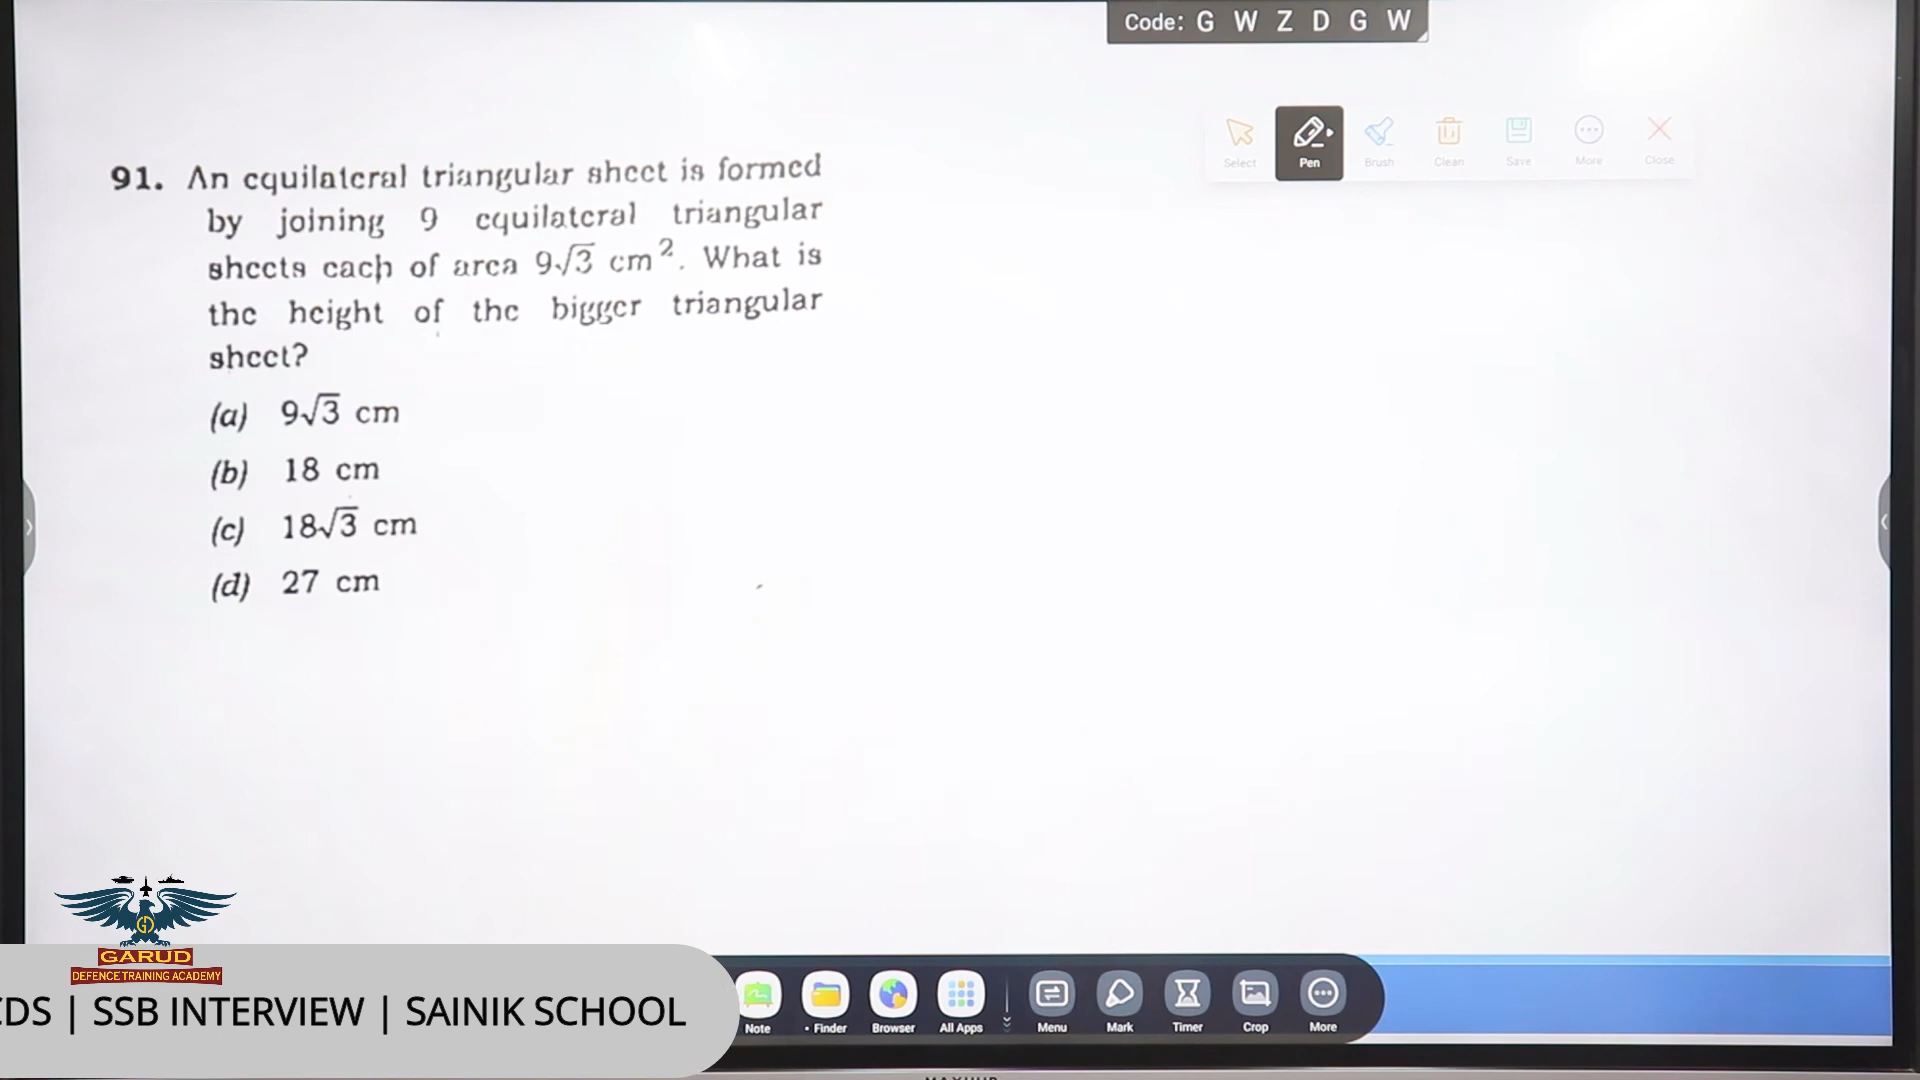 Code: G W Z D G W
Select Pen Brush Clean Save More Close
91. An equilateral triangular sheet is formed
by joining 9 equilateral triangular
sheets each of area 9√3 cm². What is
the height of the bigger triangular
sheet?
(a) 9√3 cm
(b) 18 cm
(c) 18√3 cm
(d) 27 cm
GARUD
DEFENCE TRAINING ACADEMY
CDS | SSB INTERVIEW | SAINIK SCHOOL
Note Finder Browser All Apps Menu Mark Timer Crop More